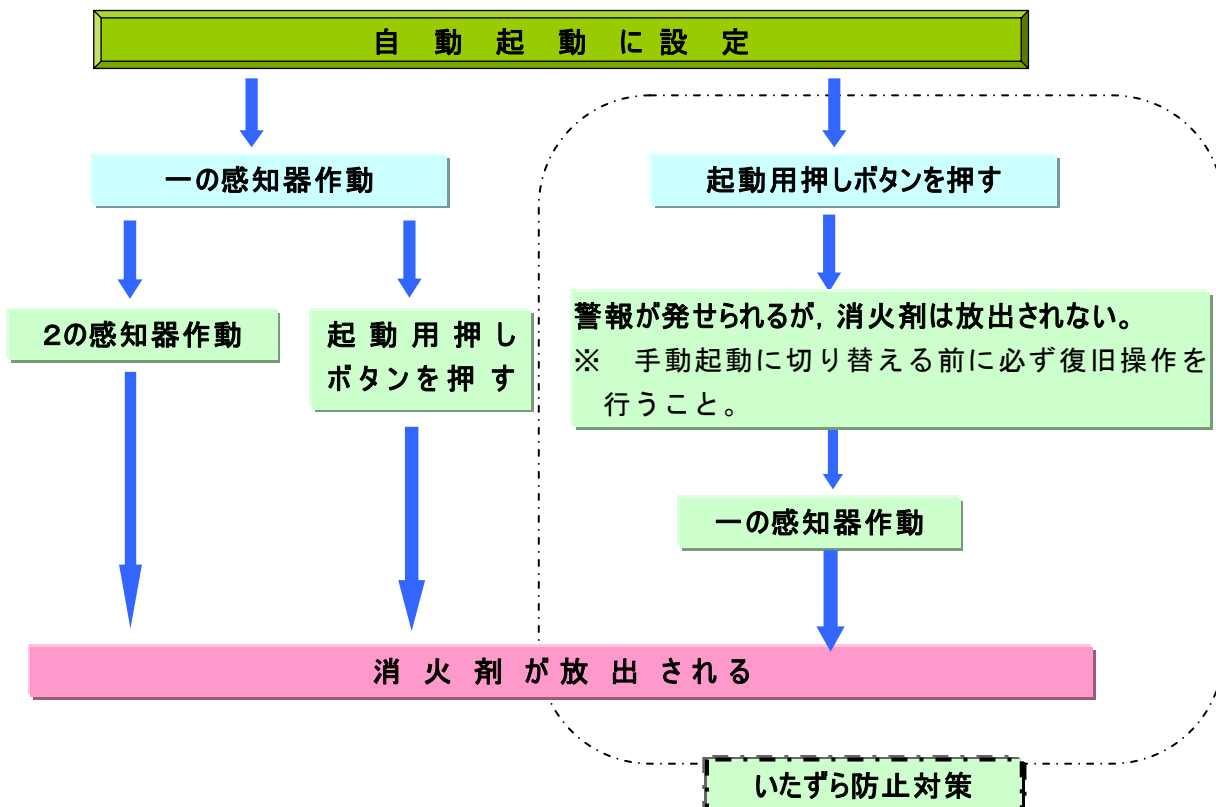 自動起動に設定
一の感知器作動
起動用押しボタンを押す
2の感知器作動
起動用押し
ボタンを押す
警報が発せられるが,消火剤は放出されない。
※　手動起動に切り替える前に必ず復旧操作を
行うこと。
一の感知器作動
消火剤が放出される
いたずら防止対策